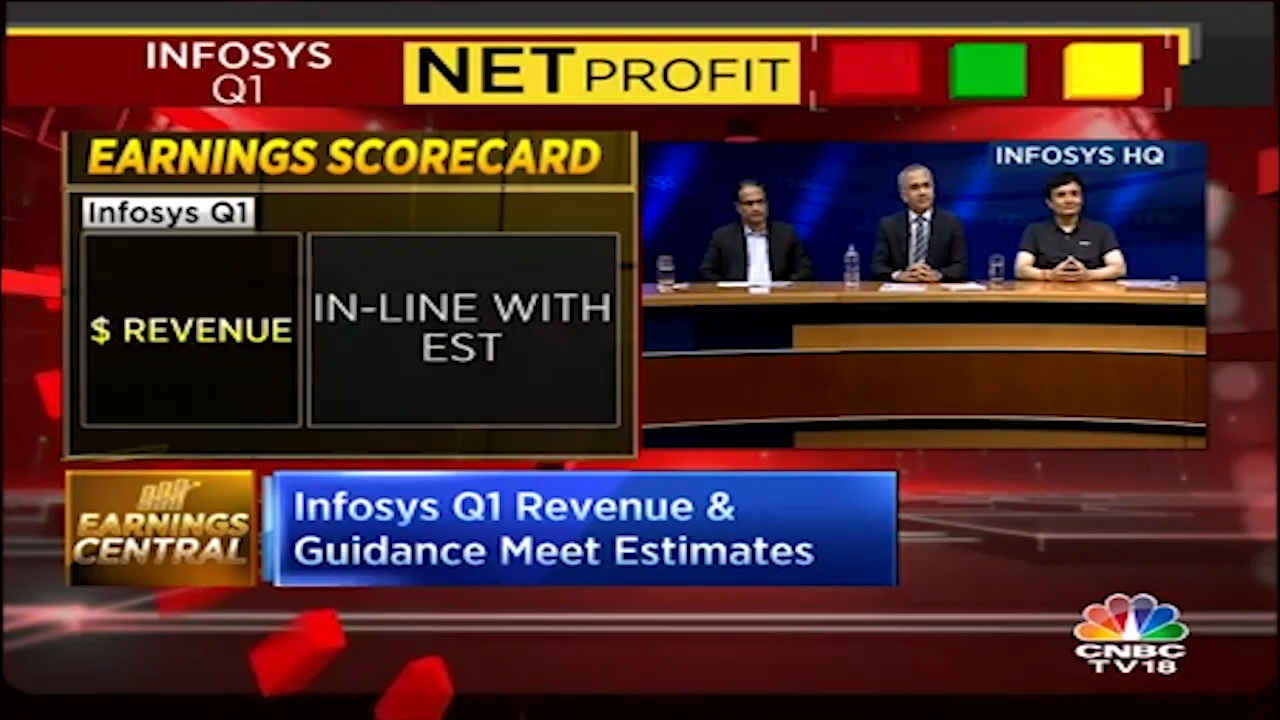 INFOSYS
Q1
NET PROFIT
EARNINGS SCORECARD
Infosys Q1
$ REVENUE
IN-LINE WITH
EST
INFOSYS HQ
EARNINGS
CENTRAL
Infosys Q1 Revenue &
Guidance Meet Estimates
CNBC
TV18